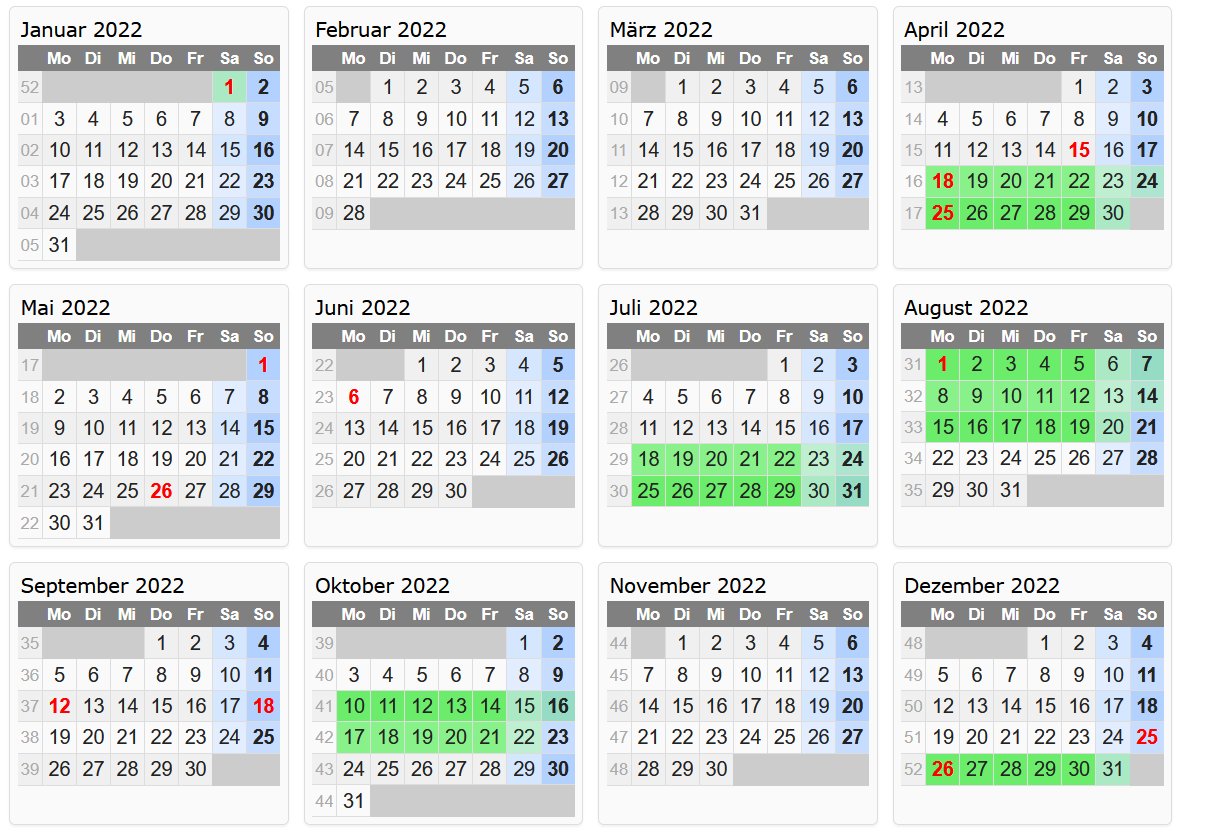 Januar 2022
Mo Di Mi Do Fr Sa So
52 1 2
01 3 4 5 6 7 8 9
02 10 11 12 13 14 15 16
03 17 18 19 20 21 22 23
04 24 25 26 27 28 29 30
05 31
Februar 2022
Mo Di Mi Do Fr Sa So
05 1 2 3 4 5 6
06 7 8 9 10 11 12 13
07 14 15 16 17 18 19 20
08 21 22 23 24 25 26 27
09 28
März 2022
Mo Di Mi Do Fr Sa So
09 1 2 3 4 5 6
10 7 8 9 10 11 12 13
11 14 15 16 17 18 19 20
12 21 22 23 24 25 26 27
13 28 29 30 31
April 2022
Mo Di Mi Do Fr Sa So
13 1 2 3
14 4 5 6 7 8 9 10
15 11 12 13 14 15 16 17
16 18 19 20 21 22 23 24
17 25 26 27 28 29 30
Mai 2022
Mo Di Mi Do Fr Sa So
17 1
18 2 3 4 5 6 7 8
19 9 10 11 12 13 14 15
20 16 17 18 19 20 21 22
21 23 24 25 26 27 28 29
22 30 31
Juni 2022
Mo Di Mi Do Fr Sa So
22 1 2 3 4 5
23 6 7 8 9 10 11 12
24 13 14 15 16 17 18 19
25 20 21 22 23 24 25 26
26 27 28 29 30
Juli 2022
Mo Di Mi Do Fr Sa So
26 1 2 3
27 4 5 6 7 8 9 10
28 11 12 13 14 15 16 17
29 18 19 20 21 22 23 24
30 25 26 27 28 29 30 31
August 2022
Mo Di Mi Do Fr Sa So
31 1 2 3 4 5 6 7
32 8 9 10 11 12 13 14
33 15 16 17 18 19 20 21
34 22 23 24 25 26 27 28
35 29 30 31
September 2022
Mo Di Mi Do Fr Sa So
35 1 2 3 4
36 5 6 7 8 9 10 11
37 12 13 14 15 16 17 18
38 19 20 21 22 23 24 25
39 26 27 28 29 30
Oktober 2022
Mo Di Mi Do Fr Sa So
39 1 2
40 3 4 5 6 7 8 9
41 10 11 12 13 14 15 16
42 17 18 19 20 21 22 23
43 24 25 26 27 28 29 30
44 31
November 2022
Mo Di Mi Do Fr Sa So
44 1 2 3 4 5 6
45 7 8 9 10 11 12 13
46 14 15 16 17 18 19 20
47 21 22 23 24 25 26 27
48 28 29 30
Dezember 2022
Mo Di Mi Do Fr Sa So
48 1 2 3 4
49 5 6 7 8 9 10 11
50 12 13 14 15 16 17 18
51 19 20 21 22 23 24 25
52 26 27 28 29 30 31